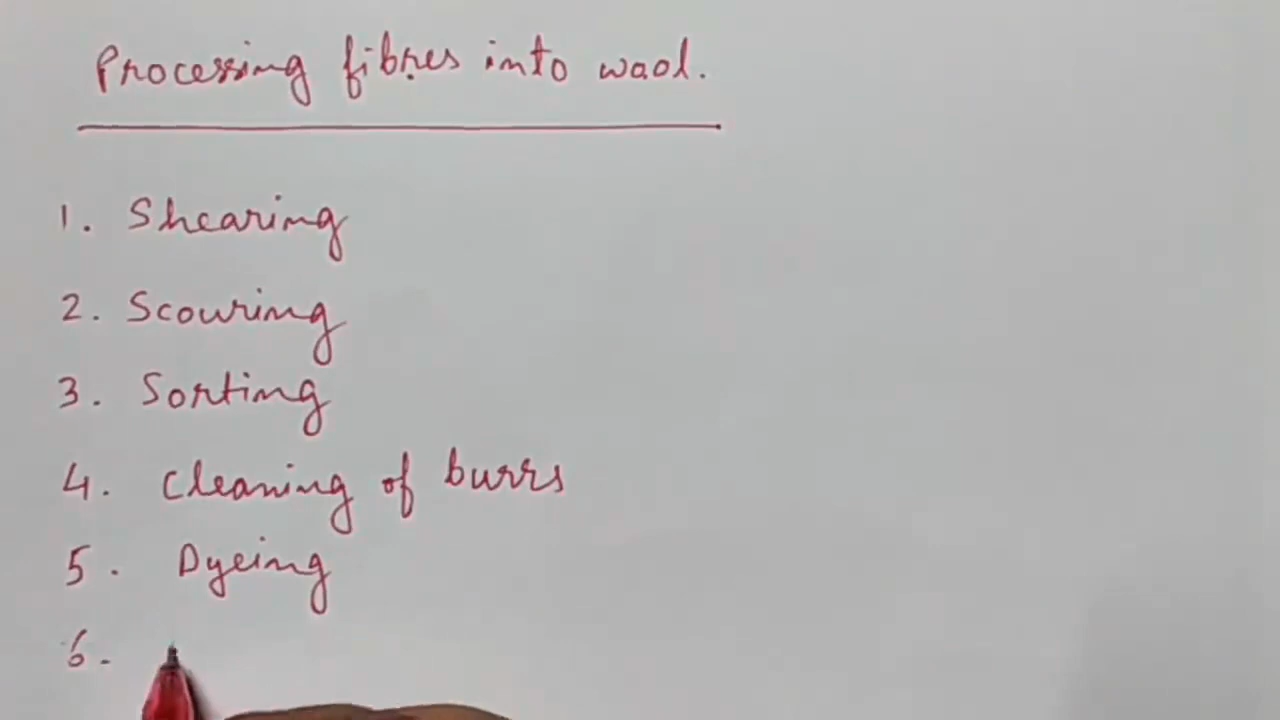 Processing fibres into wool.
1. Shearing
2. Scouring
3. Sorting
4. Cleaning of burrs
5. Dyeing
6.